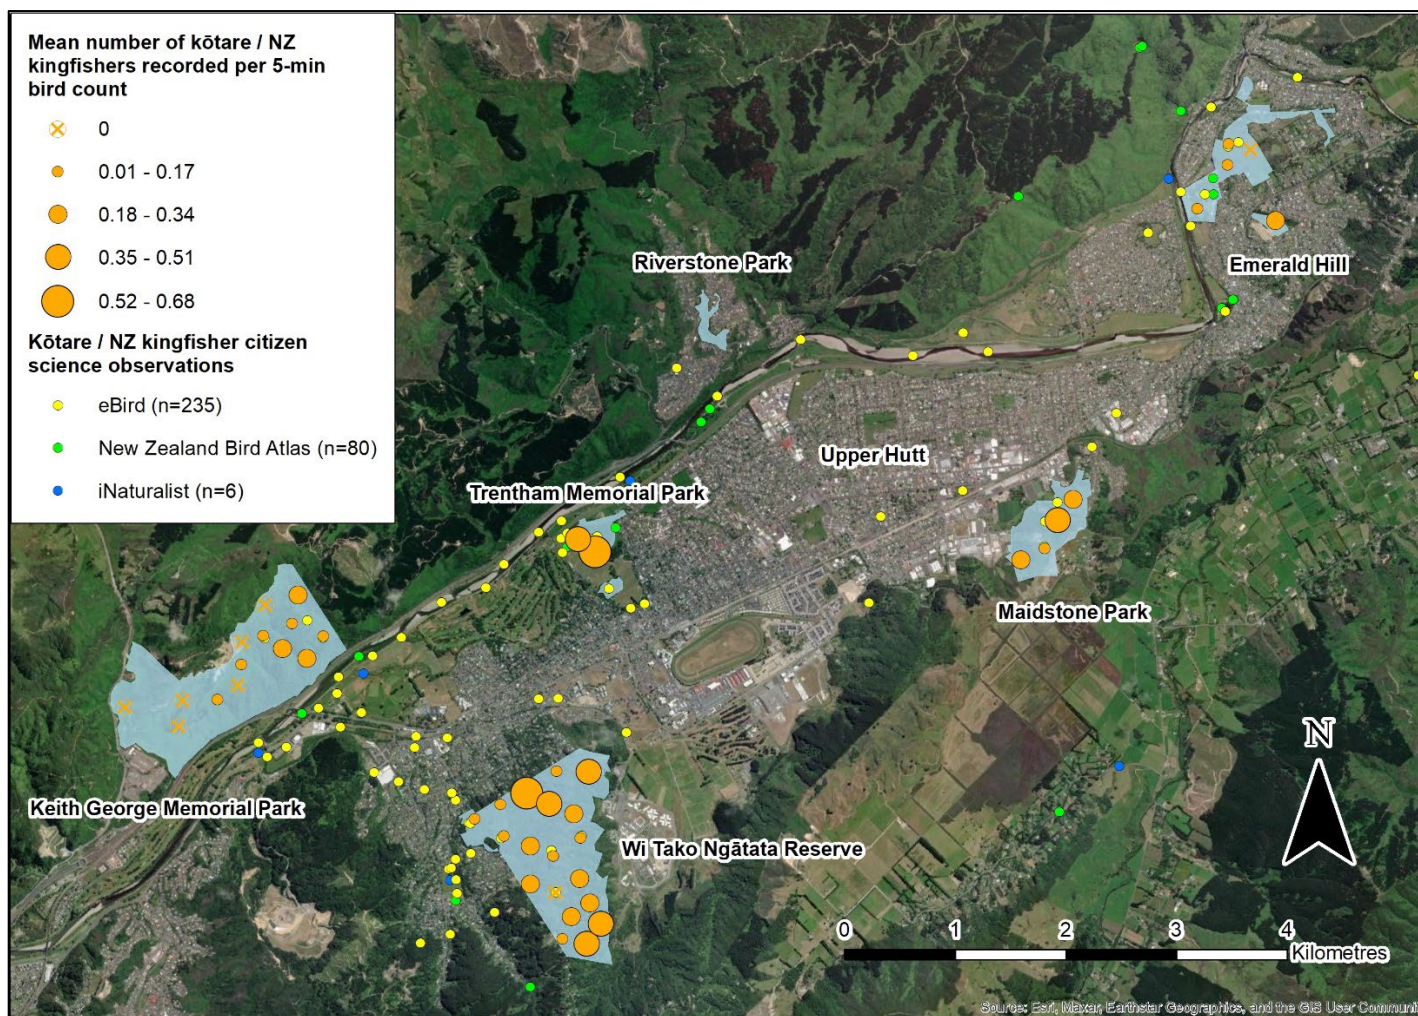 Mean number of kōtare / NZ
kingfishers recorded per 5-min
bird count
0
0.01 - 0.17
0.18 - 0.34
0.35 - 0.51
0.52 - 0.68
Kōtare / NZ kingfisher citizen
science observations
eBird (n=235)
New Zealand Bird Atlas (n=80)
iNaturalist (n=6)
Riverstone Park
Emerald Hill
Upper Hutt
Trentham Memorial Park
Maidstone Park
Keith George Memorial Park
Wi Tako Ngātata Reserve
N
0 1 2 3 4
Kilometres
Source: Esri, Maxar, Earthstar Geographics, and the GIS User Communit